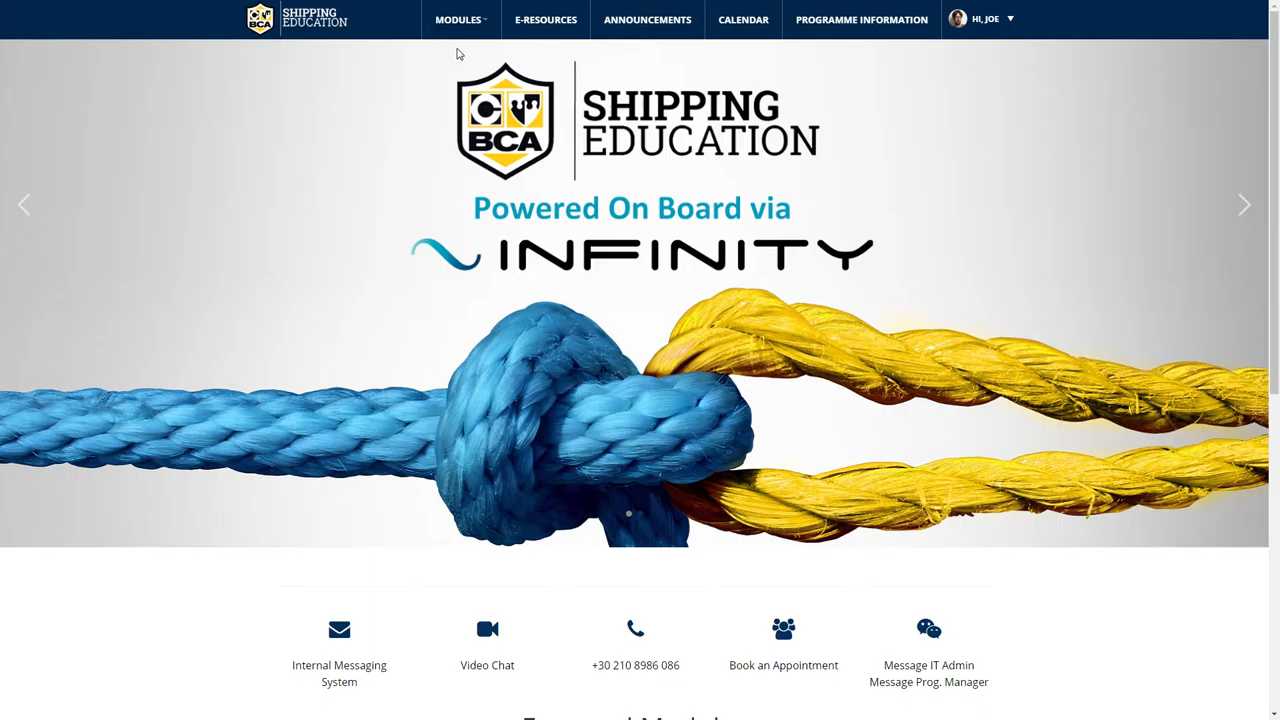 C
BCA
SHIPPING
EDUCATION
MODULES
E-RESOURCES
ANNOUNCEMENTS
CALENDAR
PROGRAMME INFORMATION
HI, JOE
C
BCA
SHIPPING
EDUCATION
Powered On Board via
INFINITY
Internal Messaging
System
Video Chat
+30 210 8986 086
Book an Appointment
Message IT Admin
Message Prog. Manager